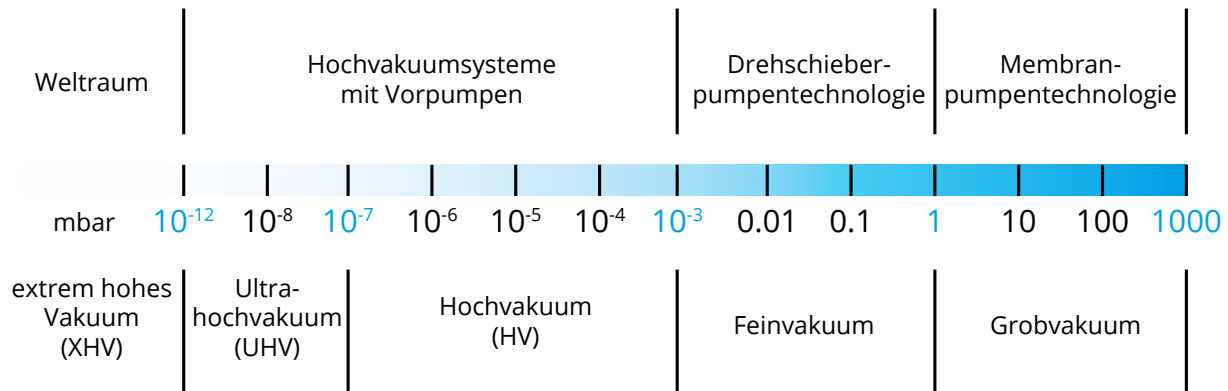 Weltraum
Hochvakuumsysteme
mit Vorpumpen
Drehschieber-
pumpentechnologie
Membran-
pumpentechnologie
mbar 10⁻¹² 10⁻⁸ 10⁻⁷ 10⁻⁶ 10⁻⁵ 10⁻⁴ 10⁻³ 0.01 0.1 1 10 100 1000
extrem hohes
Vakuum
(XHV)
Ultra-
hochvakuum
(UHV)
Hochvakuum
(HV)
Feinvakuum
Grobvakuum